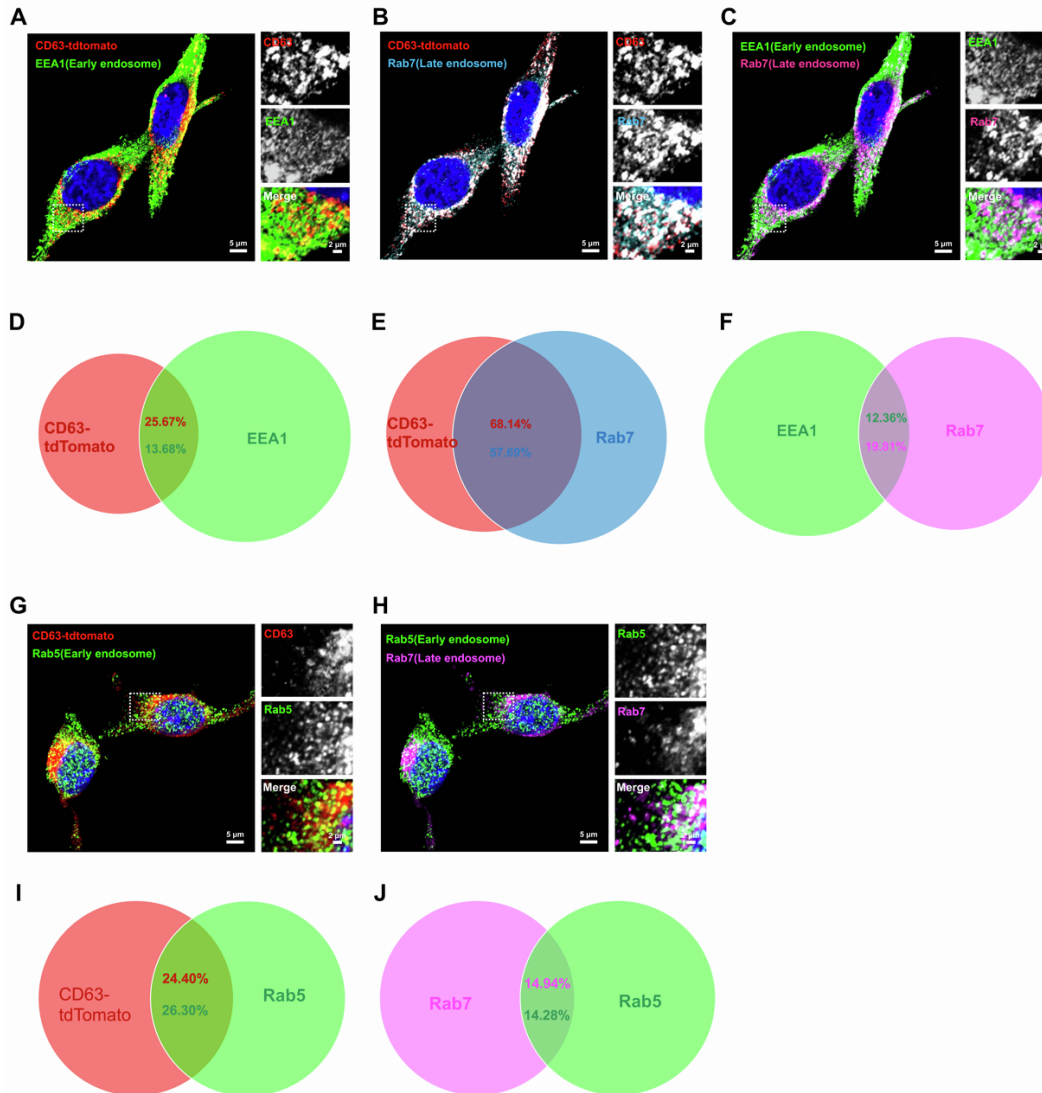 A
CD63-tdtomato
EEA1(Early endosome)
5 µm
CD63
EEA1
Merge
2 µm
B
CD63-tdtomato
Rab7(Late endosome)
5 µm
CD63
Rab7
Merge
2 µm
C
EEA1(Early endosome)
Rab7(Late endosome)
5 µm
EEA1
Rab7
Merge
2 µm
D
CD63-
tdTomato
25.67%
13.68%
EEA1
E
CD63-
tdTomato
68.14%
57.69%
Rab7
F
EEA1
12.36%
19.81%
Rab7
G
CD63-tdtomato
Rab5(Early endosome)
5 µm
CD63
Rab5
Merge
2 µm
H
Rab5(Early endosome)
Rab7(Late endosome)
5 µm
Rab5
Rab7
Merge
µm
I
CD63-
tdTomato
24.40%
26.30%
Rab5
J
Rab7
14.94%
14.28%
Rab5